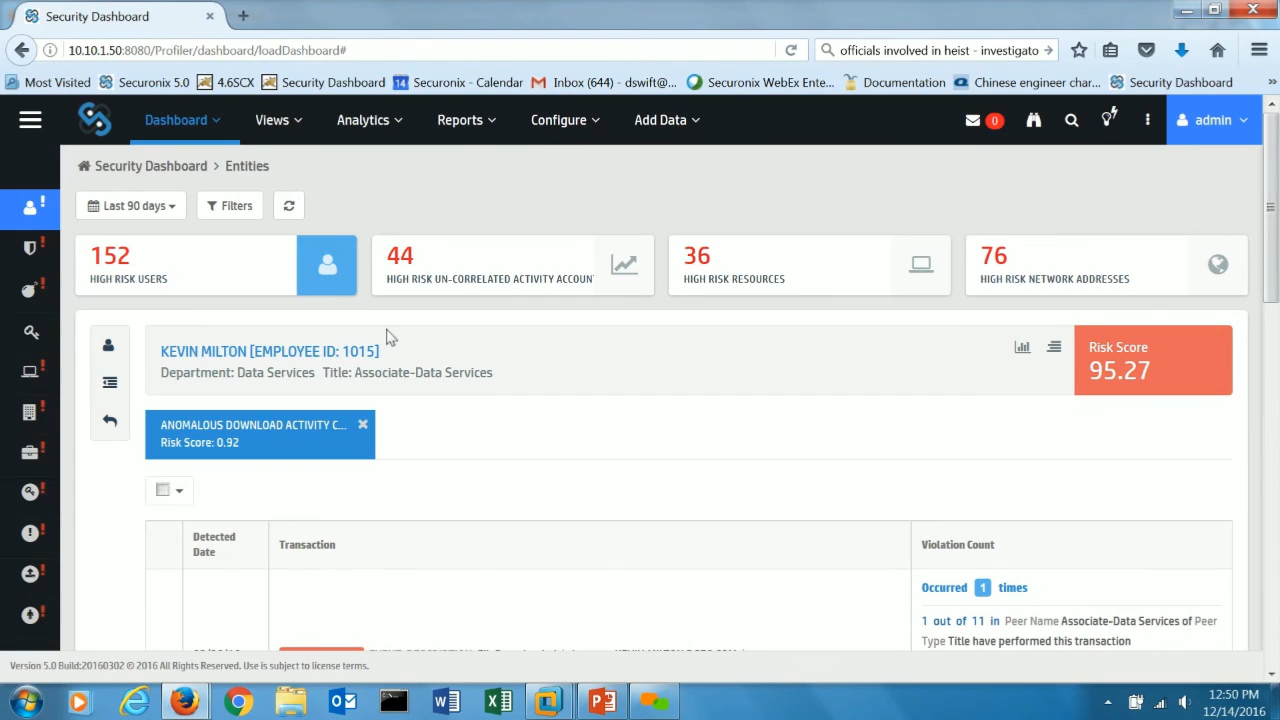 Security Dashboard
10.10.1.50:8080/Profiler/dashboard/loadDashboard#
officials involved in heist - investigato
Most Visited Securonix 5.0 4.6SCX Security Dashboard 14 Securonix - Calendar Inbox (644) - dswift@... Securonix WebEx Ente... Documentation Chinese engineer char... Security Dashboard
Dashboard Views Analytics Reports Configure Add Data 0 admin
Security Dashboard > Entities
Last 90 days Filters
152
HIGH RISK USERS
44
HIGH RISK UN-CORRELATED ACTIVITY ACCOUN
36
HIGH RISK RESOURCES
76
HIGH RISK NETWORK ADDRESSES
KEVIN MILTON [EMPLOYEE ID: 1015]
Department: Data Services Title: Associate-Data Services
Risk Score
95.27
ANOMALOUS DOWNLOAD ACTIVITY C...
Risk Score: 0.92
Detected
Date
Transaction
Violation Count
Occurred 1 times
1 out of 11 in Peer Name Associate-Data Services of Peer
Type Title have performed this transaction
Version 5.0 Build:20160302 © 2016 All Rights Reserved. Use is subject to license terms.
12:50 PM
12/14/2016